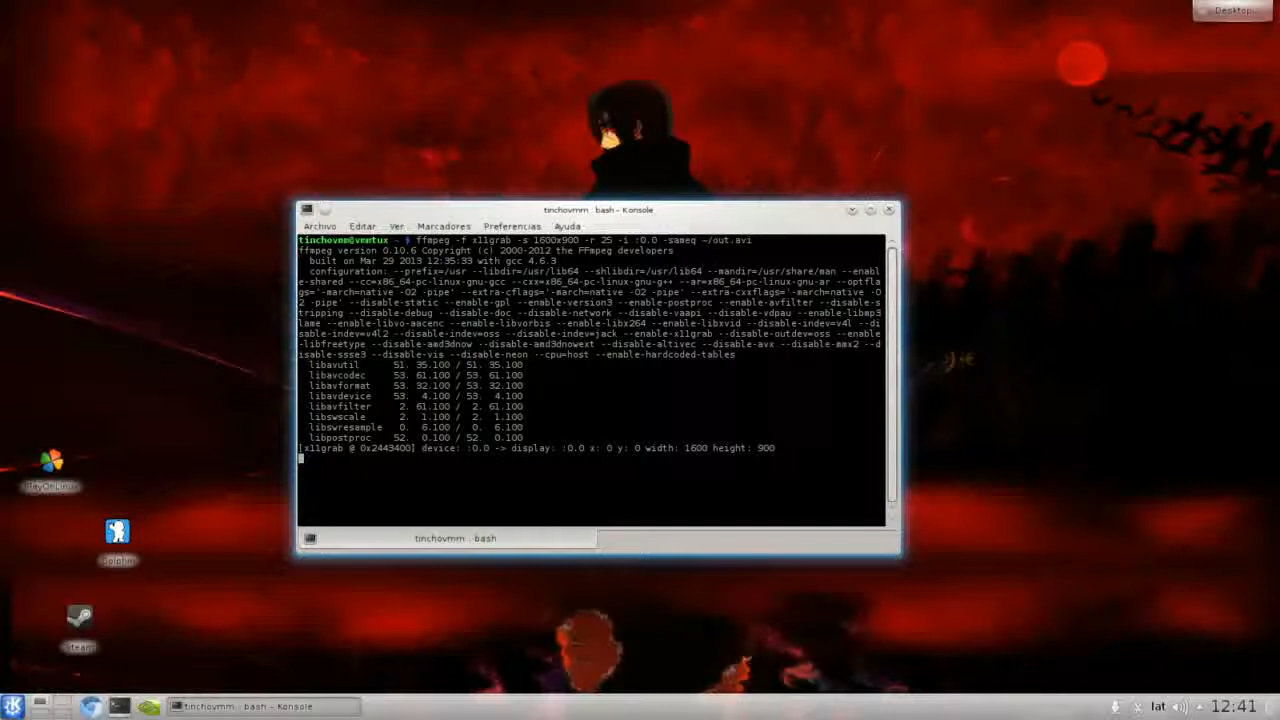 Desktop
tinchovmm : bash – Konsole
Archivo Editar Ver Marcadores Preferencias Ayuda
tinchovmm@vmmtux ~ $ ffmpeg -f x11grab -s 1600x900 -r 25 -i :0.0 -sameq ~/out.avi
ffmpeg version 0.10.6 Copyright (c) 2000-2012 the FFmpeg developers
built on Mar 29 2013 12:35:33 with gcc 4.6.3
configuration: --prefix=/usr --libdir=/usr/lib64 --shlibdir=/usr/lib64 --mandir=/usr/share/man --enabl
e-shared --cc=x86_64-pc-linux-gnu-gcc --cxx=x86_64-pc-linux-gnu-g++ --ar=x86_64-pc-linux-gnu-ar --optfla
gs='-march=native -O2 -pipe' --extra-cflags='-march=native -O2 -pipe' --extra-cxxflags='-march=native -O
2 -pipe' --disable-static --enable-gpl --enable-version3 --enable-postproc --enable-avfilter --disable-s
tripping --disable-debug --disable-doc --disable-network --disable-vaapi --disable-vdpau --enable-libmp3
lame --enable-libvo-aacenc --enable-libvorbis --enable-libx264 --enable-libxvid --disable-indev=v4l --di
sable-indev=v4l2 --disable-indev=oss --disable-indev=jack --enable-x11grab --disable-outdev=oss --enable
-libfreetype --disable-amd3dnow --disable-amd3dnowext --disable-altivec --disable-avx --disable-mmx2 --d
isable-ssse3 --disable-vis --disable-neon --cpu=host --enable-hardcoded-tables
libavutil 51. 35.100 / 51. 35.100
libavcodec 53. 61.100 / 53. 61.100
libavformat 53. 32.100 / 53. 32.100
libavdevice 53. 4.100 / 53. 4.100
libavfilter 2. 61.100 / 2. 61.100
libswscale 2. 1.100 / 2. 1.100
libswresample 0. 6.100 / 0. 6.100
libpostproc 52. 0.100 / 52. 0.100
[x11grab @ 0x2443400] device: :0.0 -> display: :0.0 x: 0 y: 0 width: 1600 height: 900
tinchovmm : bash
PlayOnLinux
dolphin
Steam
tinchovmm : bash – Konsole
lat
12:41